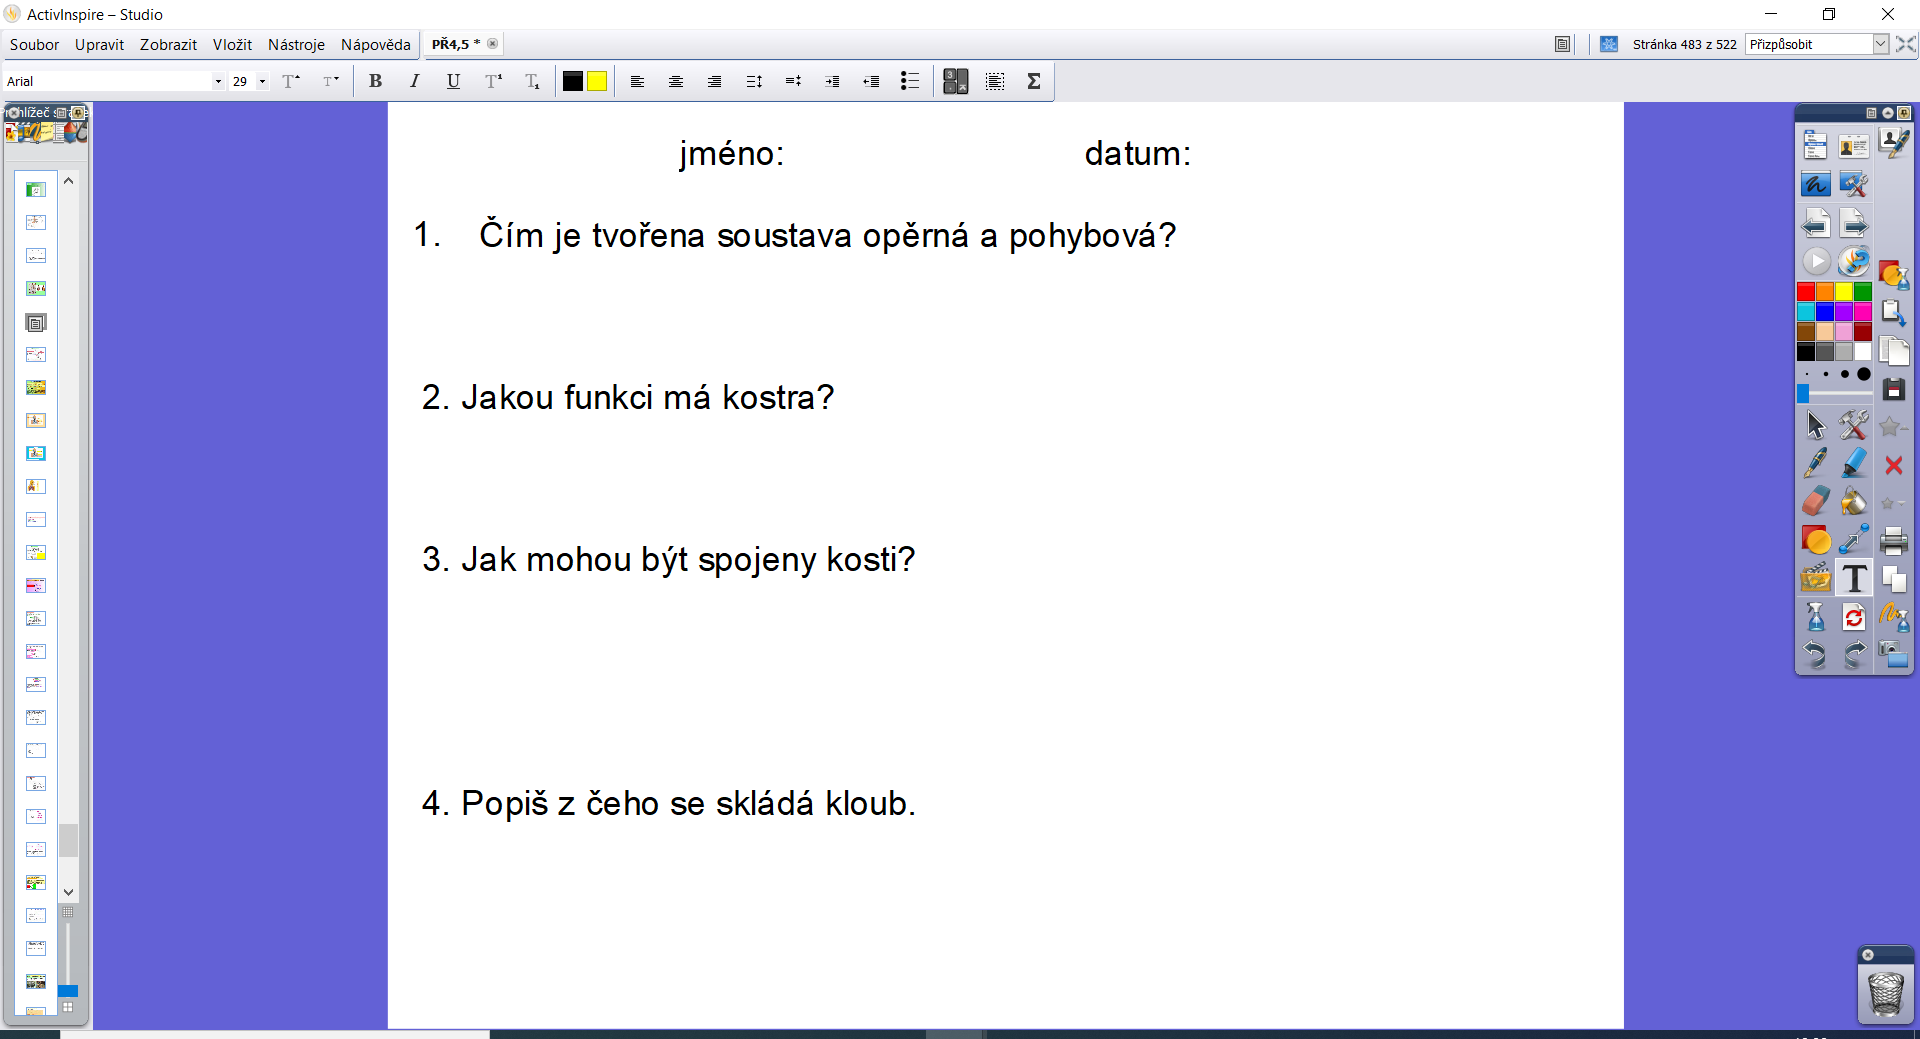 ActivInspire – Studio
Soubor Upravit Zobrazit Vložit Nástroje Nápověda PŘ4,5 * Stránka 483 z 522 Přizpůsobit
Arial 29
jméno: datum:
1. Čím je tvořena soustava opěrná a pohybová?
2. Jakou funkci má kostra?
3. Jak mohou být spojeny kosti?
4. Popiš z čeho se skládá kloub.